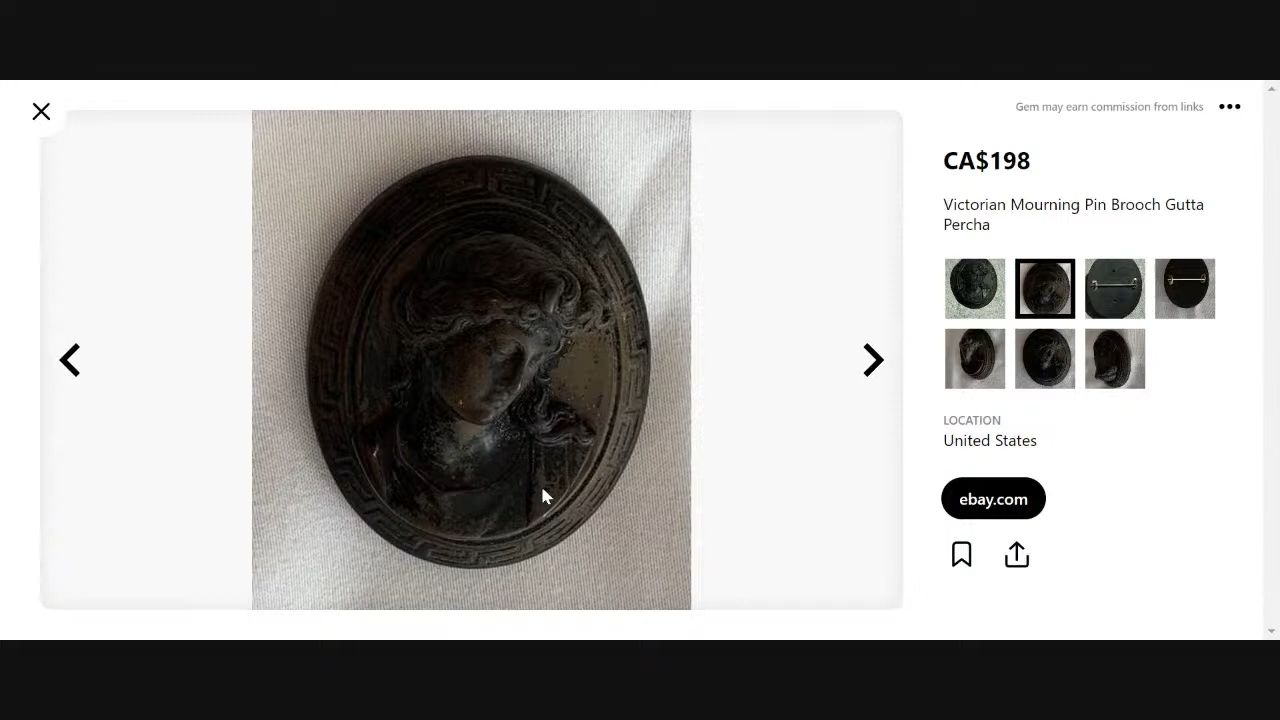 Gem may earn commission from links
CA$198
Victorian Mourning Pin Brooch Gutta
Percha
LOCATION
United States
ebay.com